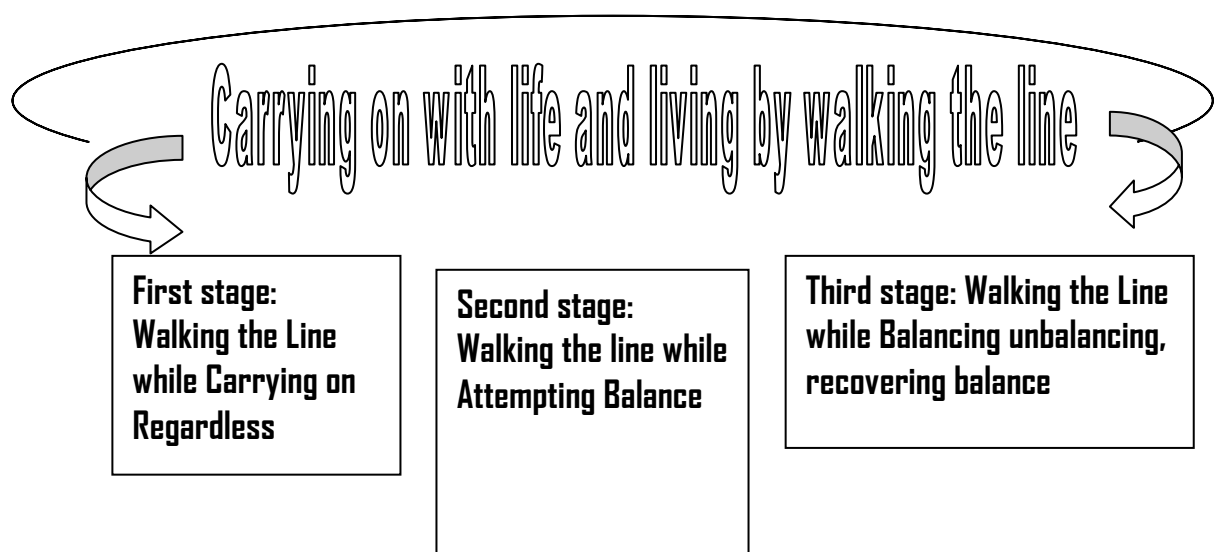 Carrying on with life and living by walking the line
First stage:
Walking the Line
while Carrying on
Regardless
Second stage:
Walking the line while
Attempting Balance
Third stage: Walking the Line
while Balancing unbalancing,
recovering balance